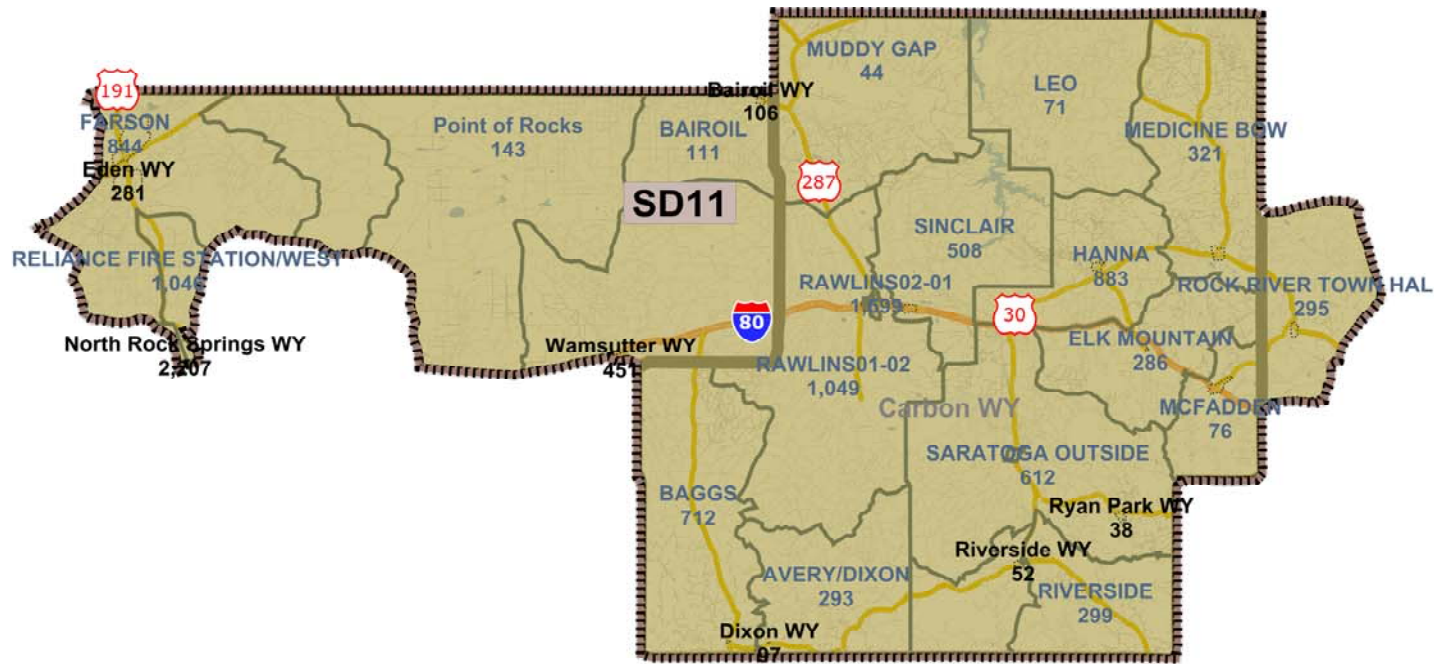 MUDDY GAP
44
LEO
71
191
Bairoil WY
106
FARSON
844
Point of Rocks
143
BAIROIL
111
MEDICINE BOW
321
Eden WY
281
287
SD11
SINCLAIR
508
RELIANCE FIRE STATION/WEST
1,046
HANNA
883
RAWLINS02-01
1,699
ROCK RIVER TOWN HAL
295
80
30
North Rock Springs WY
2,207
Wamsutter WY
451
ELK MOUNTAIN
286
RAWLINS01-02
1,049
Carbon WY
MCFADDEN
76
SARATOGA OUTSIDE
612
BAGGS
712
Ryan Park WY
38
Riverside WY
52
AVERY/DIXON
293
RIVERSIDE
299
Dixon WY
97